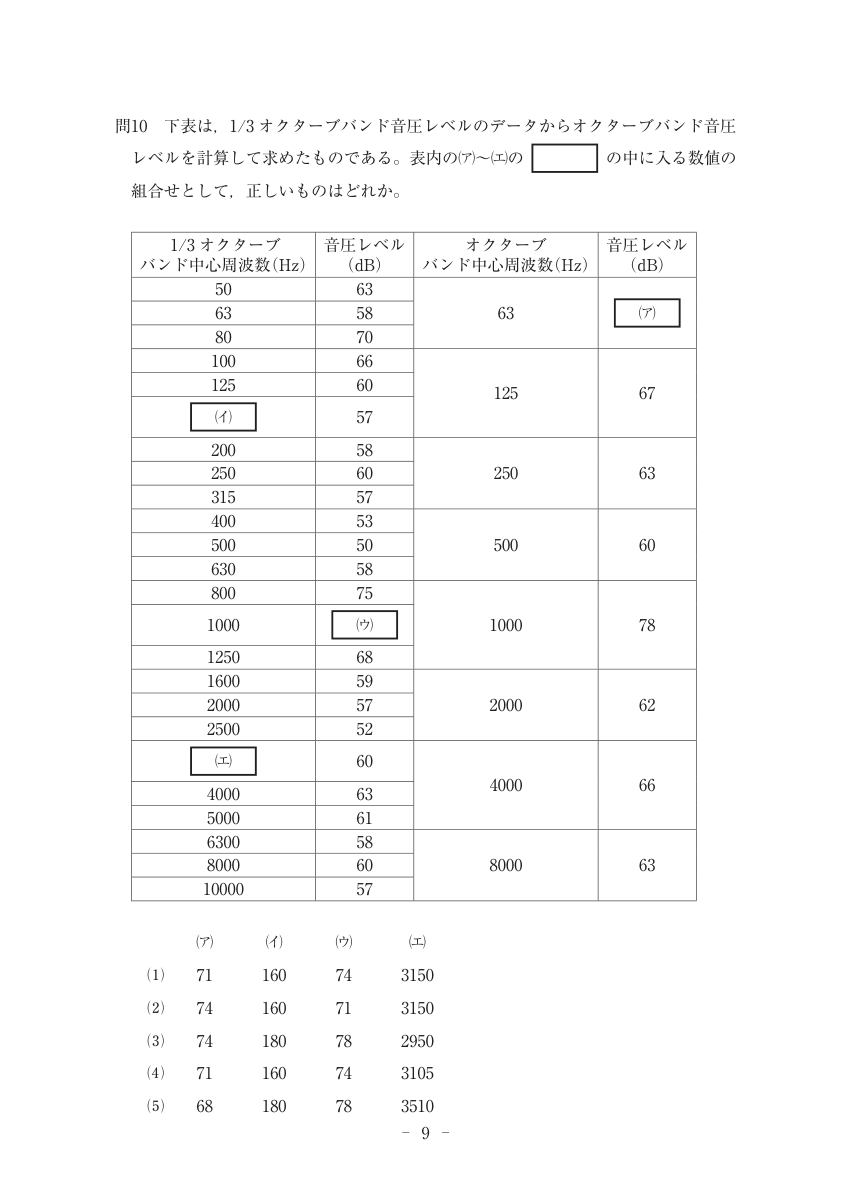 問10　下表は，1/3 オクターブバンド音圧レベルのデータからオクターブバンド音圧
レベルを計算して求めたものである。表内の㋐～㋓の　　　の中に入る数値の
組合せとして，正しいものはどれか。
1/3 オクターブ 音圧レベル オクターブ 音圧レベル
バンド中心周波数(Hz) (dB) バンド中心周波数(Hz) (dB)
50 63
63 58 63 (ア)
80 70
100 66
125 60 125 67
(イ) 57
200 58
250 60 250 63
315 57
400 53
500 50 500 60
630 58
800 75
1000 (ウ) 1000 78
1250 68
1600 59
2000 57 2000 62
2500 52
(エ) 60
4000 63 4000 66
5000 61
6300 58
8000 60 8000 63
10000 57
(ア) (イ) (ウ) (エ)
(1) 71 160 74 3150
(2) 74 160 71 3150
(3) 74 180 78 2950
(4) 71 160 74 3105
(5) 68 180 78 3510
- 9 -